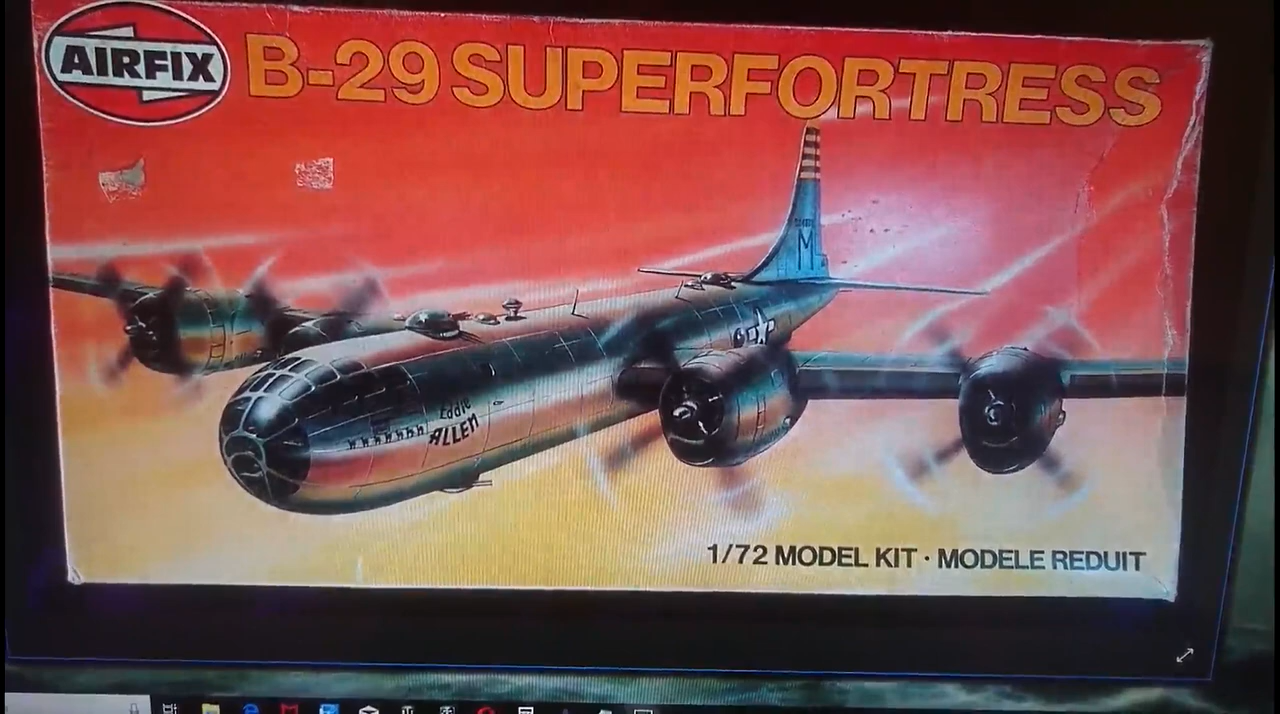 AIRFIX
B-29 SUPERFORTRESS
M
Eddie
ALLEN
1/72 MODEL KIT · MODELE REDUIT